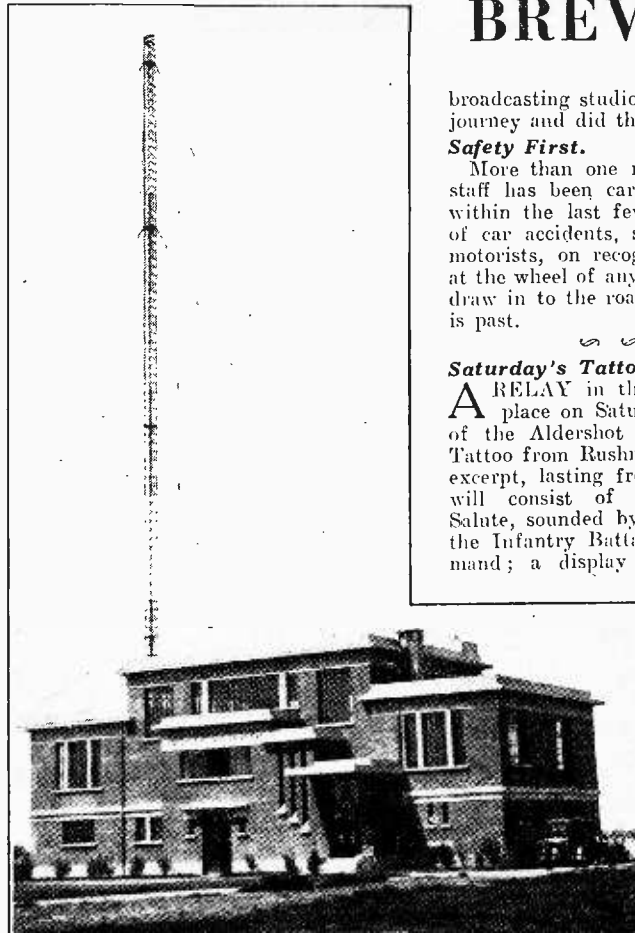 BREV
broadcasting studio
journey and did th
Safety First.
More than one
staff has been car
within the last fe
of car accidents, s
motorists, on recog
at the wheel of any
draw in to the roa
is past.
Saturday's Tatto
A RELAY in th
place on Satu
of the Aldershot
Tattoo from Rushm
excerpt, lasting fr
will consist of
Salute, sounded by
the Infantry Batta
mand; a display